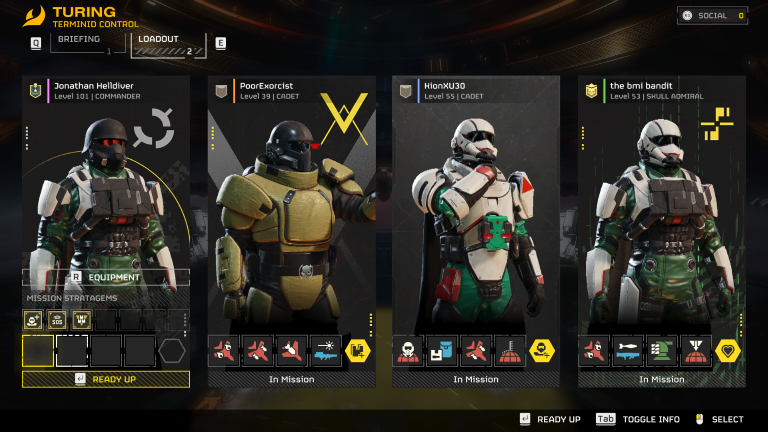 TURING
TERMINID CONTROL
SOCIAL 0
Q BRIEFING 1 LOADOUT 2 E
Jonathan Helldiver
Level 101 | COMMANDER
PoorExorcist
Level 39 | CADET
HionXU30
Level 55 | CADET
the bmi bandit
Level 53 | SKULL ADMIRAL
R EQUIPMENT
MISSION STRATAGEMS
SOS
READY UP
In Mission
In Mission
In Mission
READY UP Tab TOGGLE INFO SELECT